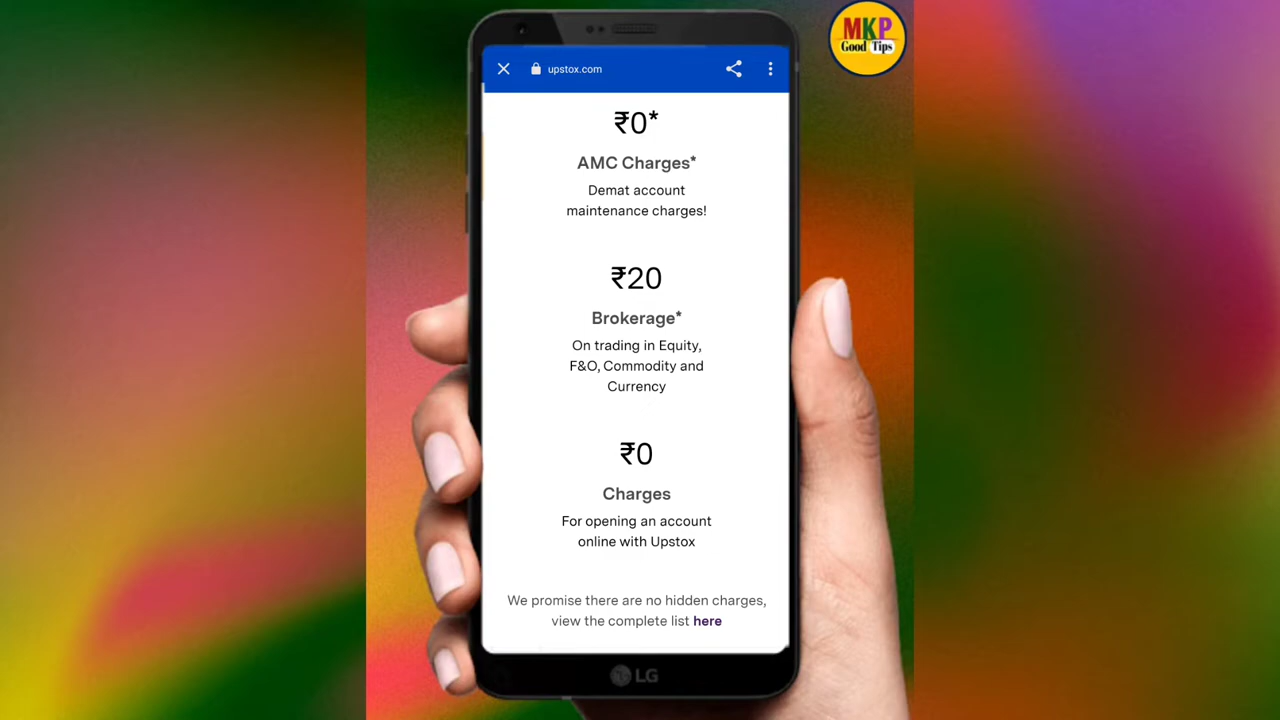 MKP
Good Tips
upstox.com
₹0*
AMC Charges*
Demat account
maintenance charges!
₹20
Brokerage*
On trading in Equity,
F&O, Commodity and
Currency
₹0
Charges
For opening an account
online with Upstox
We promise there are no hidden charges,
view the complete list here
LG